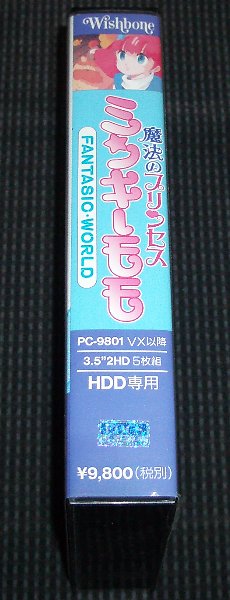 Wishbone
魔法のプリンセス
ミンキーモモ
FANTASIO・WORLD
PC-9801 VX以降
3.5"2HD 5枚組
HDD専用
¥9,800(税別)